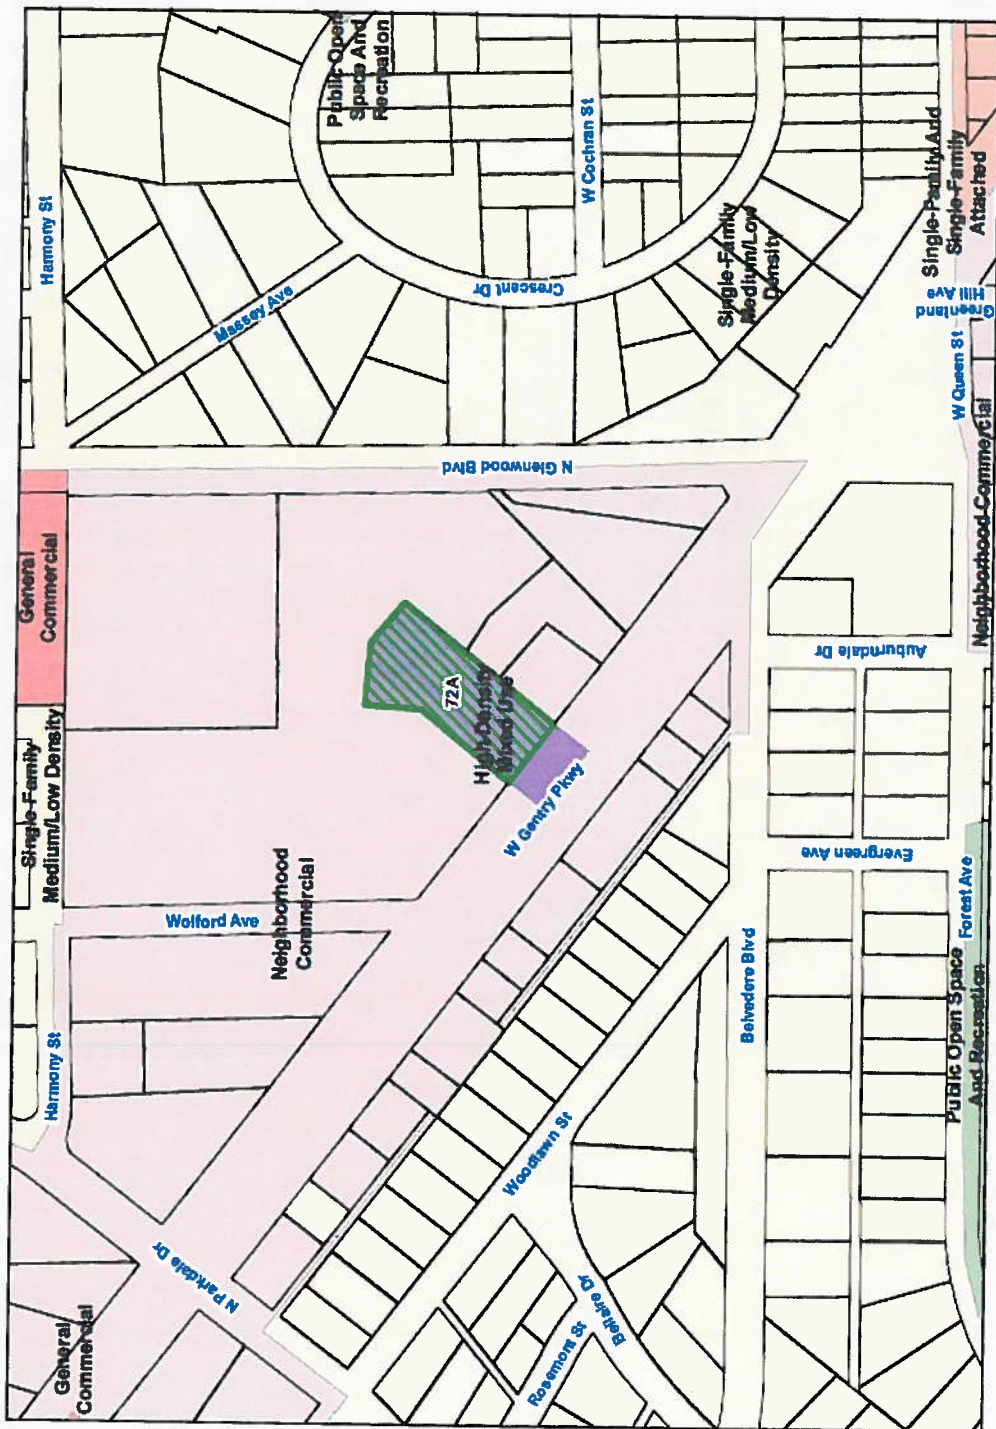 Public Open
Space And
Recreation
Harmony St
W Cochran St
Single-Family And
Single-Family
Attached
Massey Ave
Crescent Dr
Single-Family
Medium/Low
Density
Greenland
Hill Ave
W Queen St
N Glenwood Blvd
Neighborhood Commercial
General
Commercial
72A
High-Density
Mixed Use
Auburndale Dr
Single-Family
Medium/Low Density
W Gentry Pkwy
Evergreen Ave
Wolford Ave
Neighborhood
Commercial
Forest Ave
Belvedere Blvd
Public Open Space
And Recreation
Harmony St
Woodlawn St
N Parkdale Dr
Bellaire Dr
Rosemont St
General
Commercial